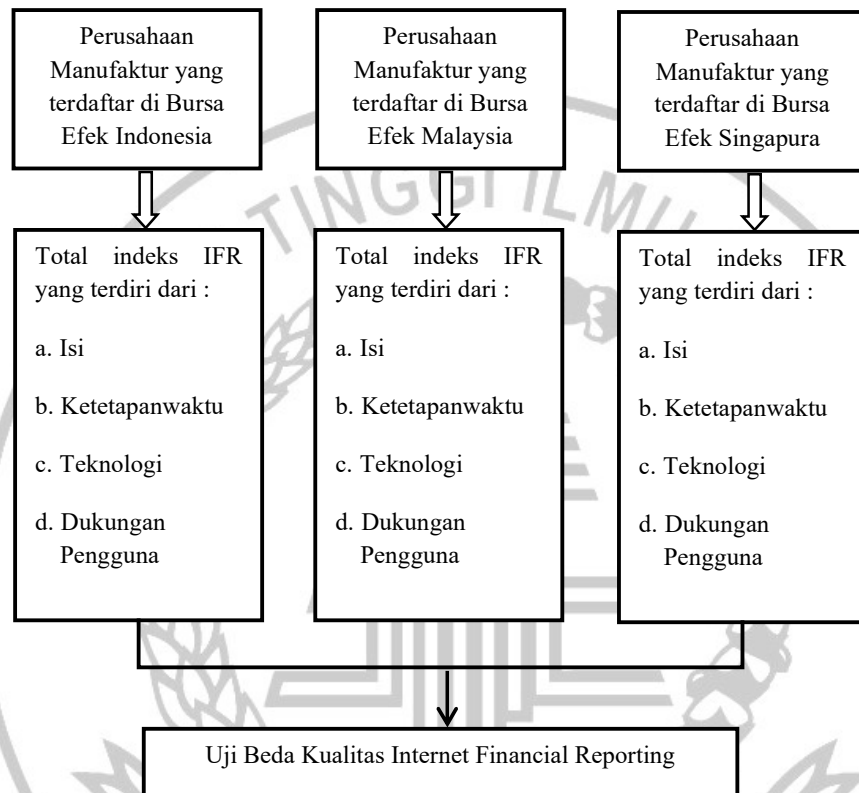 Perusahaan
Manufaktur yang
terdaftar di Bursa
Efek Indonesia
Perusahaan
Manufaktur yang
terdaftar di Bursa
Efek Malaysia
Perusahaan
Manufaktur yang
terdaftar di Bursa
Efek Singapura
TINGGI ILMU
Total indeks IFR
yang terdiri dari :
a. Isi
b. Ketetapanwaktu
c. Teknologi
d. Dukungan
Pengguna
Total indeks IFR
yang terdiri dari :
a. Isi
b. Ketetapanwaktu
c. Teknologi
d. Dukungan
Pengguna
Total indeks IFR
yang terdiri dari :
a. Isi
b. Ketetapanwaktu
c. Teknologi
d. Dukungan
Pengguna
Uji Beda Kualitas Internet Financial Reporting